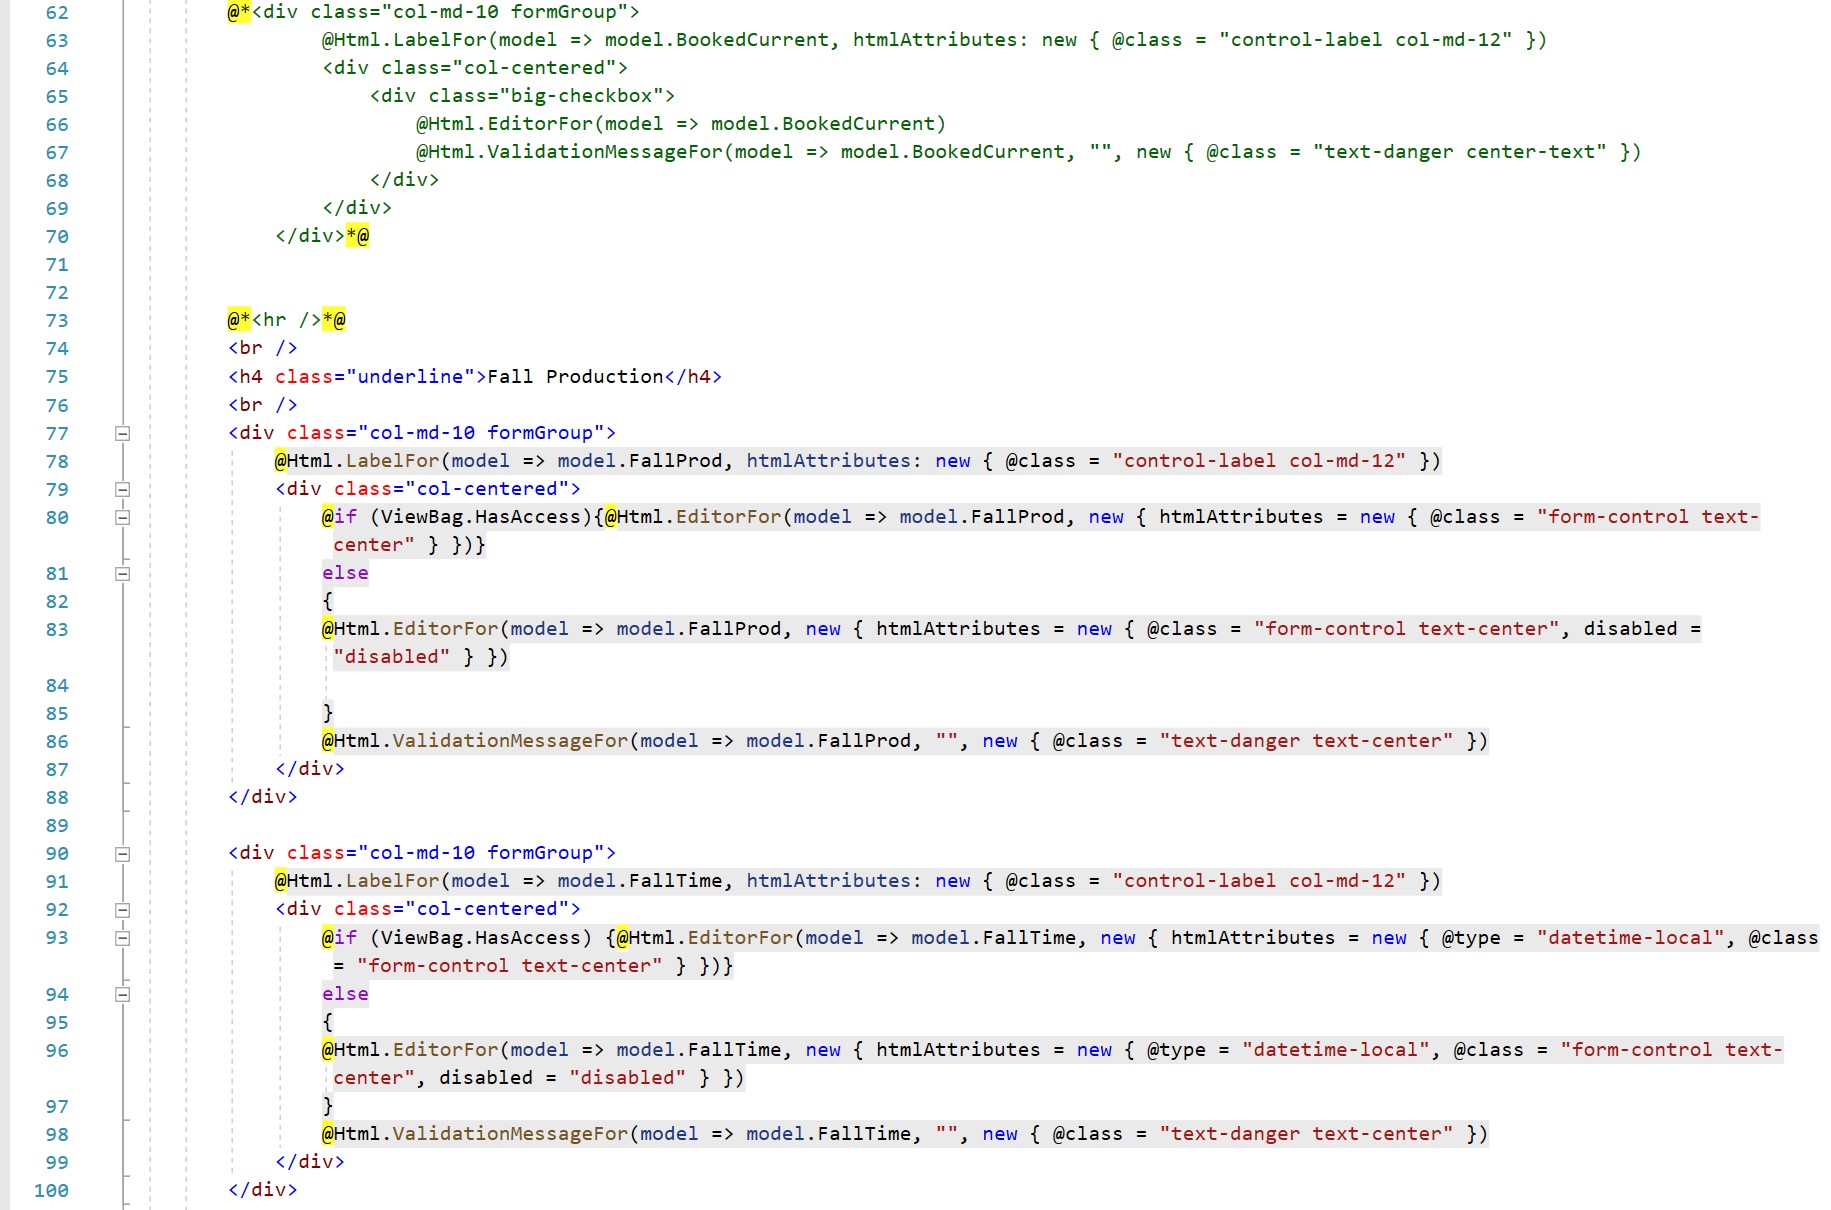 62 @*<div class="col-md-10 formGroup">
63 @Html.LabelFor(model => model.BookedCurrent, htmlAttributes: new { @class = "control-label col-md-12" })
64 <div class="col-centered">
65 <div class="big-checkbox">
66 @Html.EditorFor(model => model.BookedCurrent)
67 @Html.ValidationMessageFor(model => model.BookedCurrent, "", new { @class = "text-danger center-text" })
68 </div>
69 </div>
70 </div>*@
71
72
73 @*<hr />*@
74 <br />
75 <h4 class="underline">Fall Production</h4>
76 <br />
77 <div class="col-md-10 formGroup">
78 @Html.LabelFor(model => model.FallProd, htmlAttributes: new { @class = "control-label col-md-12" })
79 <div class="col-centered">
80 @if (ViewBag.HasAccess){@Html.EditorFor(model => model.FallProd, new { htmlAttributes = new { @class = "form-control text-
center" } })}
81 else
82 {
83 @Html.EditorFor(model => model.FallProd, new { htmlAttributes = new { @class = "form-control text-center", disabled =
"disabled" } })
84
85 }
86 @Html.ValidationMessageFor(model => model.FallProd, "", new { @class = "text-danger text-center" })
87 </div>
88 </div>
89
90 <div class="col-md-10 formGroup">
91 @Html.LabelFor(model => model.FallTime, htmlAttributes: new { @class = "control-label col-md-12" })
92 <div class="col-centered">
93 @if (ViewBag.HasAccess) {@Html.EditorFor(model => model.FallTime, new { htmlAttributes = new { @type = "datetime-local", @class
= "form-control text-center" } })}
94 else
95 {
96 @Html.EditorFor(model => model.FallTime, new { htmlAttributes = new { @type = "datetime-local", @class = "form-control text-
center", disabled = "disabled" } })
97 }
98 @Html.ValidationMessageFor(model => model.FallTime, "", new { @class = "text-danger text-center" })
99 </div>
100 </div>